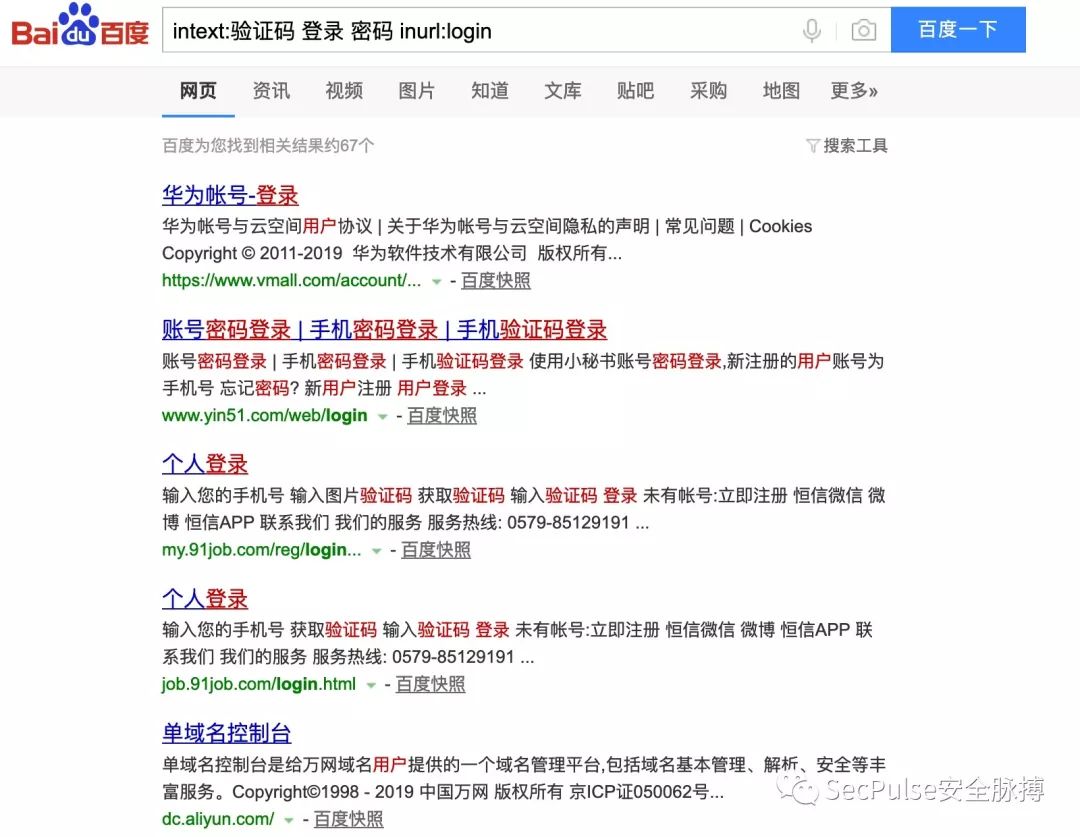 Bai du 百度
intext:验证码 登录 密码 inurl:login
百度一下
网页 资讯 视频 图片 知道 文库 贴吧 采购 地图 更多»
百度为您找到相关结果约67个
搜索工具
华为帐号-登录
华为帐号与云空间用户协议 | 关于华为帐号与云空间隐私的声明 | 常见问题 | Cookies
Copyright © 2011-2019 华为软件技术有限公司 版权所有...
https://www.vmall.com/account/... - 百度快照
账号密码登录 | 手机密码登录 | 手机验证码登录
账号密码登录 | 手机密码登录 | 手机验证码登录 使用小秘书账号密码登录,新注册的用户账号为
手机号 忘记密码? 新用户注册 用户登录 ...
www.yin51.com/web/login - 百度快照
个人登录
输入您的手机号 输入图片验证码 获取验证码 输入验证码 登录 未有帐号:立即注册 恒信微信 微
博 恒信APP 联系我们 我们的服务 服务热线: 0579-85129191 ...
my.91job.com/reg/login... - 百度快照
个人登录
输入您的手机号 获取验证码 输入验证码 登录 未有帐号:立即注册 恒信微信 微博 恒信APP 联
系我们 我们的服务 服务热线: 0579-85129191 ...
job.91job.com/login.html - 百度快照
单域名控制台
单域名控制台是给万网域名用户提供的一个域名管理平台,包括域名基本管理、解析、安全等丰
富服务。Copyright©1998 - 2019 中国万网 版权所有 京ICP证050062号...
SecPulse安全脉搏
dc.aliyun.com/ - 百度快照